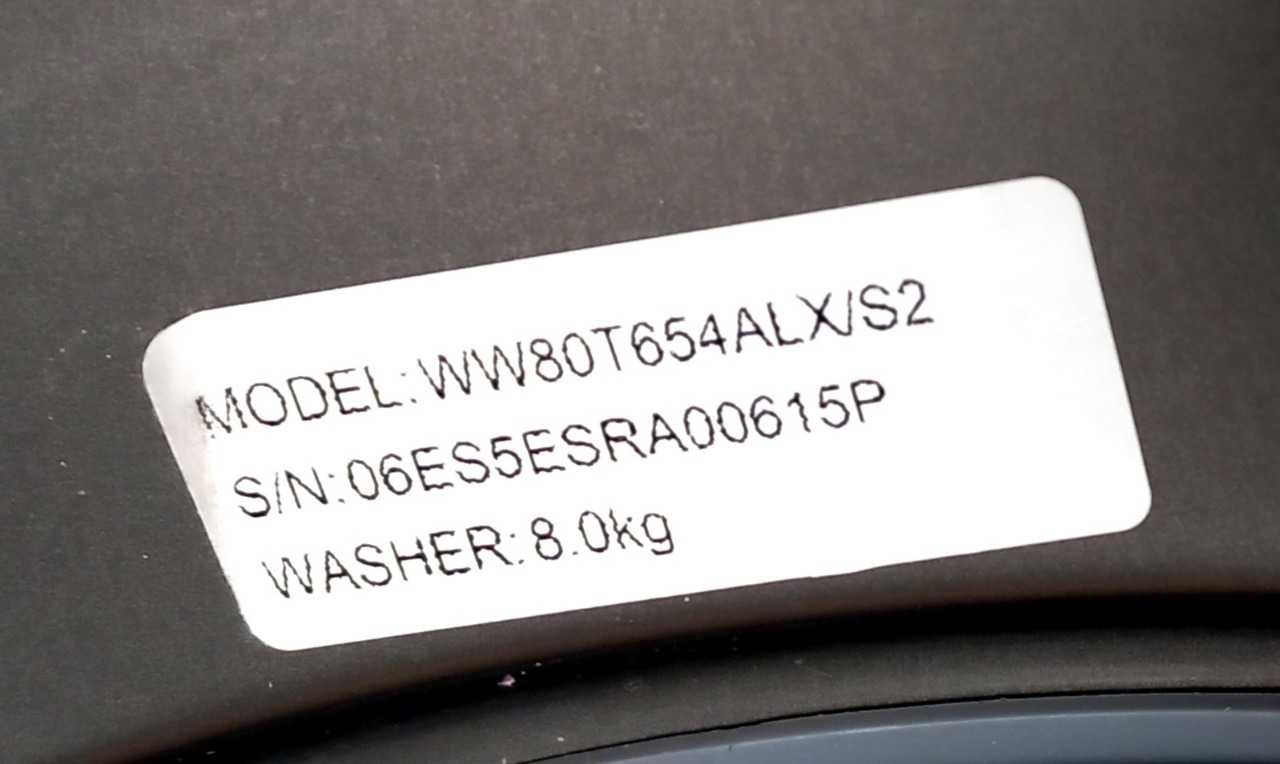 MODEL:WW80T654ALX/S2
S/N:06ES5ESRA00615P
WASHER:8.0kg